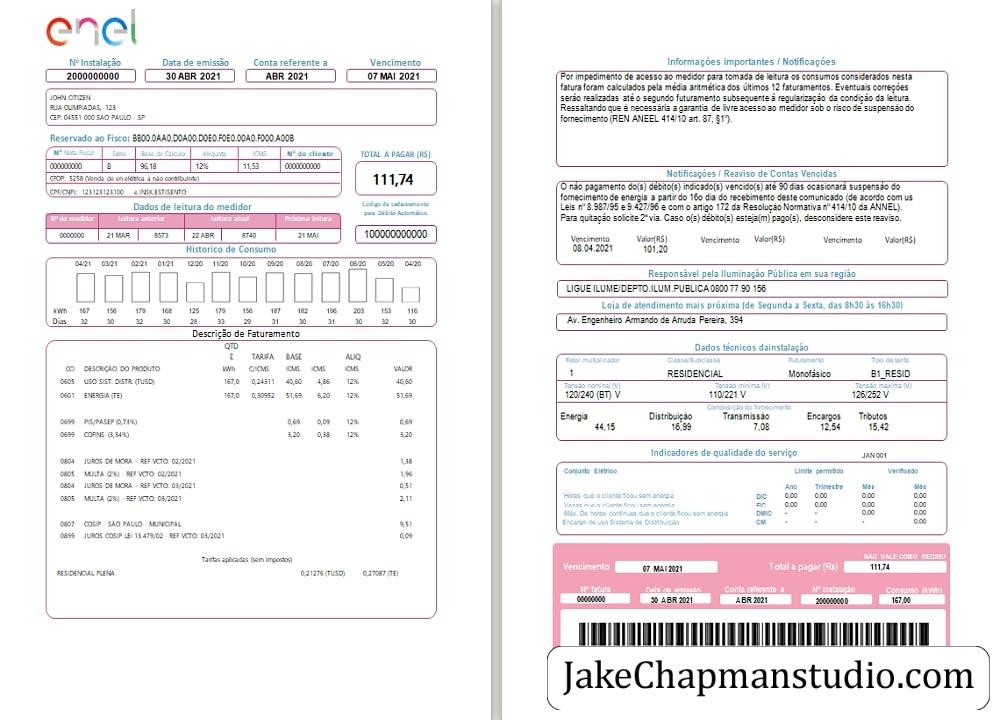 enel
Nº Instalação Data de emissão Conta referente a Vencimento
2000000000 30 ABR 2021 ABR 2021 07 MAI 2021
JOHN CITIZEN
RUA OLIMPIADAS, 123
CEP: 04551 000 SAO PAULO - SP
Reservado ao Fisco: BB00.0AA0.D0A00.D0E0.F0E0.00A0.F000.A00B
Nº Nota Fiscal Série Base de Cálculo Aliquota ICMS Nº do cliente
000000000 B 96,18 12% 11,53 0000000000
CFOP: 5258 (Venda de en.elétrica a não contribuinte)
CPF/CNPJ: 123123123100 e.INSK.ESTISENTO
TOTAL A PAGAR (R$)
111,74
Código de cadastramento
para Débito Automático
100000000000
Dados de leitura do medidor
Nº do medidor Leitura anterior Leitura atual Próxima leitura
0000000 21 MAR 8573 22 ABR 8740 21 MAI
Historico de Consumo
04/21 03/21 02/21 01/21 12/20 11/20 10/20 09/20 08/20 07/20 06/20 05/20 04/20
kWh 167 156 179 168 125 179 156 187 182 196 203 153 116
Dias 32 30 32 30 28 33 29 31 30 31 32 30 32
Descrição de Faturamento
QTD
E TARIFA BASE ALIQ
CCI DESCRIÇÃO DO PRODUTO kWh C/ICMS ICMS ICMS ICMS VALOR
0605 USO SIST. DISTR. (TUSD) 167,0 0,24311 40,60 4,86 12% 40,60
0601 ENERGIA (TE) 167,0 0,30952 51,69 6,20 12% 51,69
0699 PIS/PASEP (0,73%) 0,69 0,09 12% 0,69
0699 COFINS (3,34%) 3,20 0,38 12% 3,20
0804 JUROS DE MORA - REF VCTO: 02/2021 1,38
0805 MULTA (2%) - REF VCTO: 02/2021 1,96
0804 JUROS DE MORA - REF VCTO: 03/2021 0,51
0805 MULTA (2%) - REF VCTO: 03/2021 2,11
0807 COSIP - SAO PAULO - MUNICIPAL 9,51
0899 JUROS COSIP LEI 13.479/02 - REF VCTO: 03/2021 0,09
Tarifas aplicadas (sem impostos)
RESIDENCIAL PLENA 0,21276 (TUSD) 0,27087 (TE)
Informações importantes / Notificações
Por impedimento de acesso ao medidor para tomada de leitura os consumos considerados nesta
fatura foram calculados pela média aritmética dos últimos 12 faturamentos. Eventuais correções
serão realizadas até o segundo futuramento subsequente á regularização da condição da leitura.
Ressaltando que é necessária a garantia de livre acesso ao medidor sob o risco de suspensão do
fornecimento (REN ANEEL 414/10 art. 87, §1º).
Notificações / Reaviso de Contas Vencidas
O não pagamento do(s) débito(s) indicado(s) vencido(s) até 90 dias ocasionará suspensão do
fornecimento de energia a partir do 16o dia do recebimento deste comunicado (de acordo com us
Leis nº 8.987/95 e 9.427/96 e com o artigo 172 da Resolução Normativa nº 414/10 da ANNEL).
Para quitação solicite 2ª via. Caso o(s) débito(s) esteja(m) pago(s), desconsidere este reaviso.
Vencimento Valor(R$) Vencimento Valor(R$) Vencimento Valor(R$)
08.04.2021 101,20
Responsável pela Iluminação Pública em sua região
LIGUE ILUME/DEPTO.ILUM.PUBLICA 0800 77 90 156
Loja de atendimento mais próxima (de Segunda a Sexta, das 8h30 às 16h30)
Av. Engenheiro Armando de Arruda Pereira, 394
Dados técnicos da instalação
Fator multiplicador Classe/Subclasse Futuramento Tipo de tarifa
1 RESIDENCIAL Monofásico B1_RESID
Tensão nominal (V) Tensão mínima (V) Tensão maxima (V)
120/240 (BT) V 110/221 V 126/252 V
Composição do fornecimento
Energia Distribuição Transmissão Encargos Tributos
44,15 16,99 7,08 12,54 15,42
Indicadores de qualidade do serviço JAN 001
Conjunto Elétrico Limite permitido Verificado
Ano Trimestre Mês Mês
Horas que o cliente ficou sem energia DIC 0,00 0,00 0,00 0,00
Vezes que o cliente ficou sem energia FIC 0,00 0,00 0,00 0,00
Máx. De horas continuas que o cliente ficou sem energia DMIC - - 0,00 0,00
Encargo de uso Sistema de Distribuição CM - - 0,00
NÃO VALE COMO RECIBO
Vencimento 07 MAI 2021 Total a pagar (Rs) 111,74
Nº fatura Data de emissão Conta referente a Nº Instalação Consumo (kWh)
00000000 30 ABR 2021 ABR 2021 200000000 167,00
JakeChapmanstudio.com